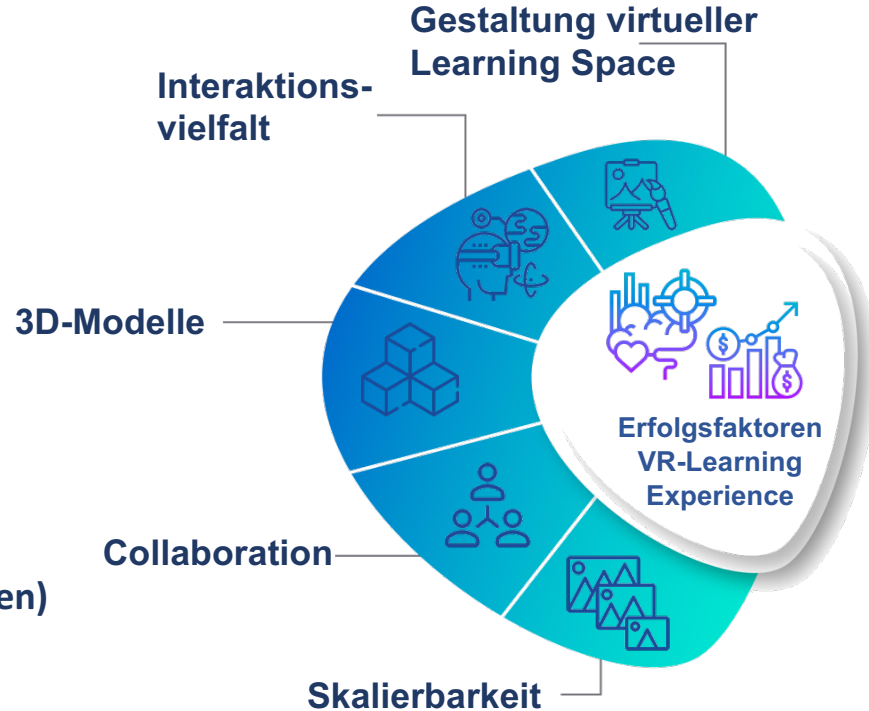 Gestaltung virtueller
Learning Space
Interaktions-
vielfalt
3D-Modelle
Erfolgsfaktoren
VR-Learning
Experience
Collaboration
en)
Skalierbarkeit